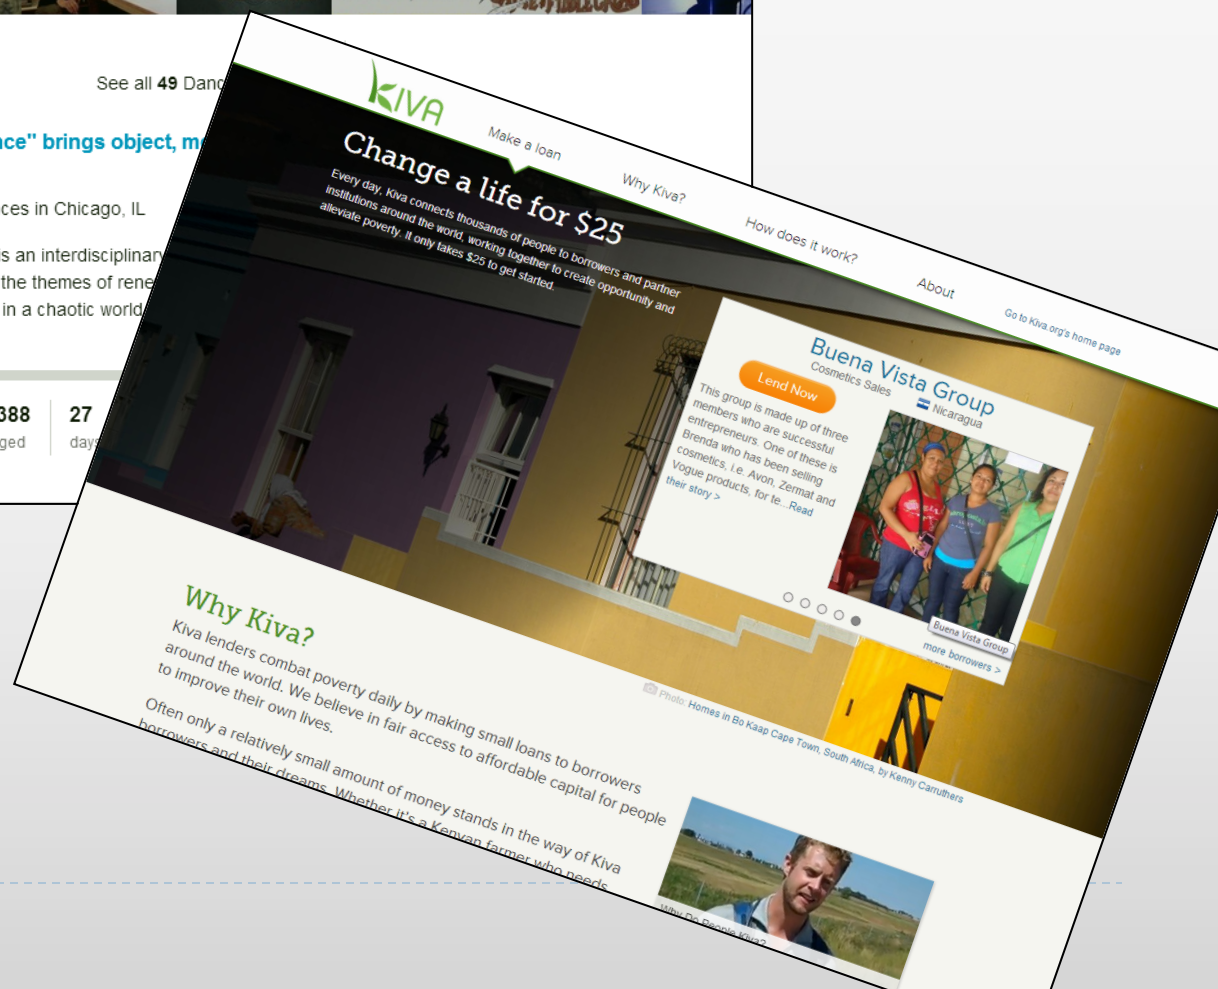 See all 49 Danc
ce" brings object, m
ces in Chicago, IL
is an interdisciplinary
the themes of rene
in a chaotic world
388
ged
27
days
KIVA
Make a loan
Why Kiva?
How does it work?
About
Go to Kiva.org's home page
Change a life for $25
Every day, Kiva connects thousands of people to borrowers and partner
institutions around the world, working together to create opportunity and
alleviate poverty. It only takes $25 to get started.
Buena Vista Group
Cosmetics Sales
Nicaragua
Lend Now
This group is made up of three
members who are successful
entrepreneurs. One of these is
Brenda who has been selling
cosmetics, i.e. Avon, Zermat and
Vogue products, for te...Read
their story >
Buena Vista Group
more borrowers >
Photo: Homes in Bo Kaap Cape Town, South Africa, by Kenny Carruthers
Why Kiva?
Kiva lenders combat poverty daily by making small loans to borrowers
around the world. We believe in fair access to affordable capital for people
to improve their own lives.
Often only a relatively small amount of money stands in the way of Kiva
borrowers and their dreams. Whether it's a Kenyan farmer who needs
Why Do People Kiva?